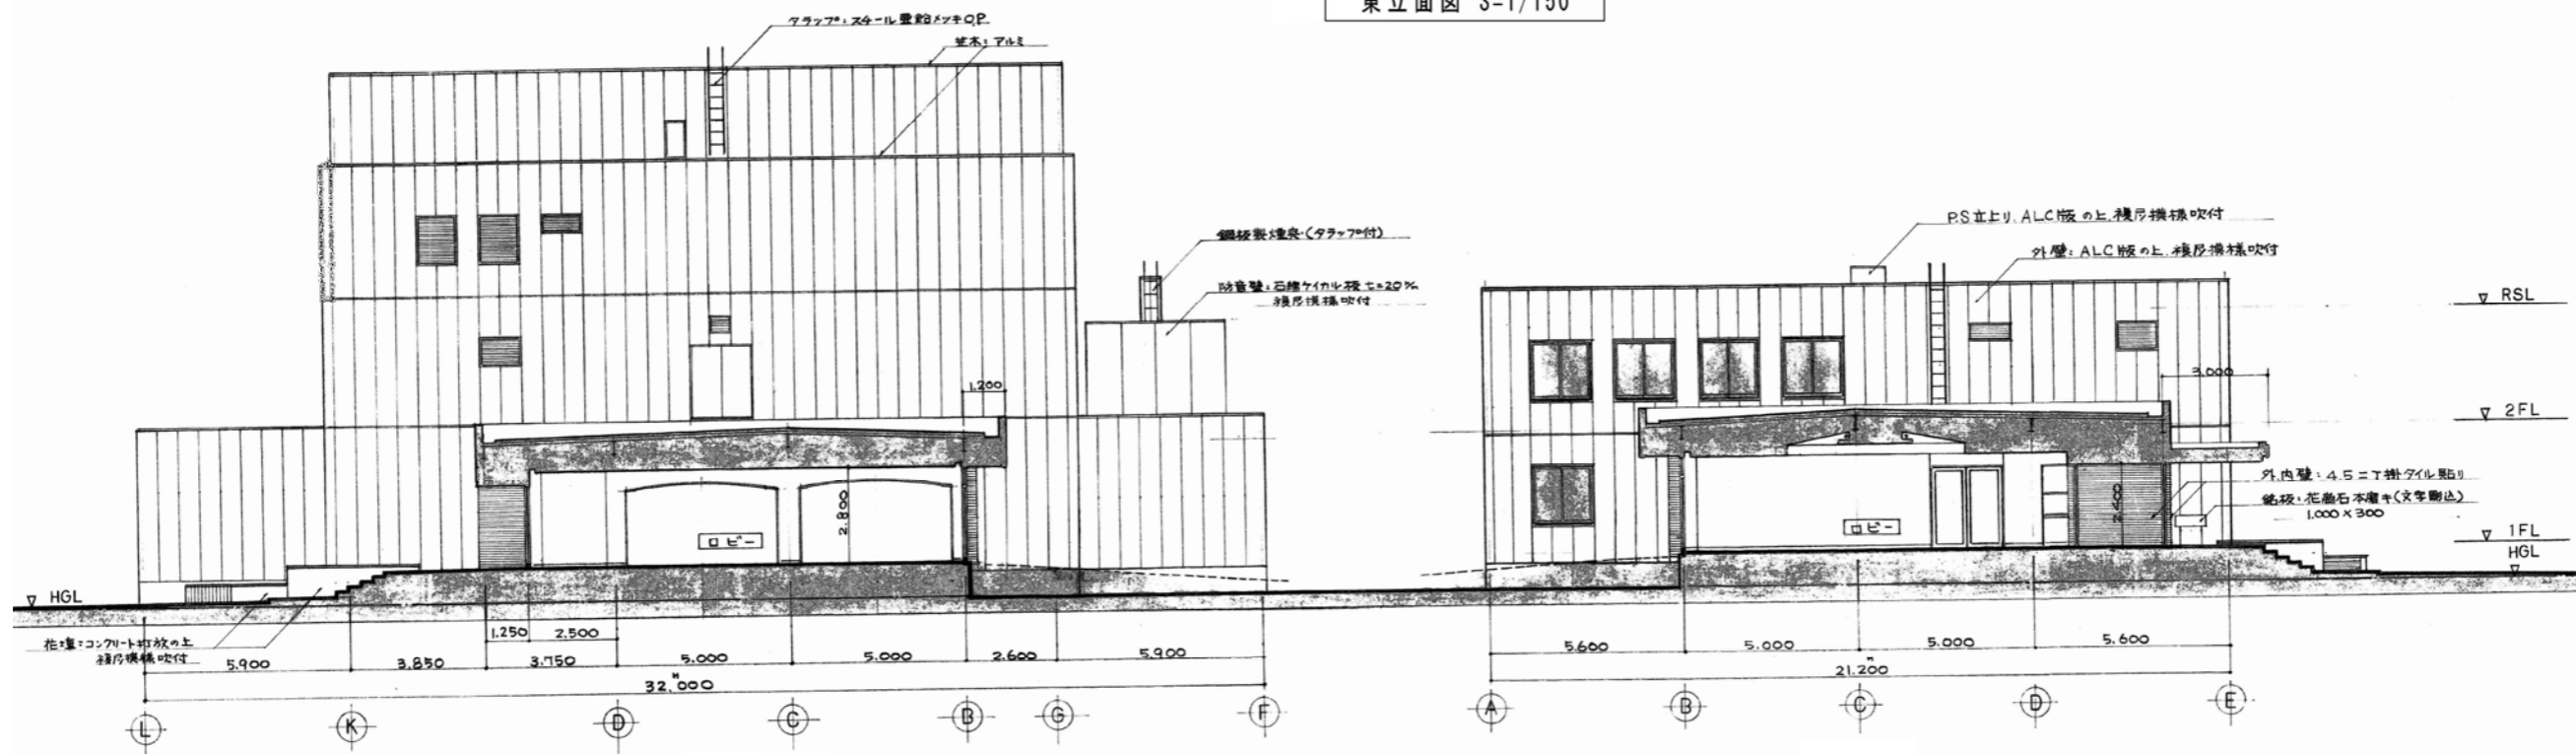 東立面図 S=1/150
タラップ:スチール亜鉛メッキO.P.
笠木:アルミ
鋼板製煙突(タラップ付)
防音壁:石綿ケイカル板 t=20㎜
複層模様吹付
P.S立上り、ALC版の上、複層模様吹付
外壁:ALC版の上、複層模様吹付
RSL
1.200
3.000
2FL
外,内壁:45二丁掛タイル貼り
銘板:花崗石本磨キ(文字彫込)
1.000×300
2.800
ロビー
ロビー
1FL
HGL
HGL
花壇:コンクリート打放の上
複層模様吹付
1.250
2.500
5.900
3.850
3.750
5.000
5.000
2.600
5.900
32.000
5.600
5.000
5.000
5.600
21.200
L
K
D
C
B
G
F
A
B
C
D
E